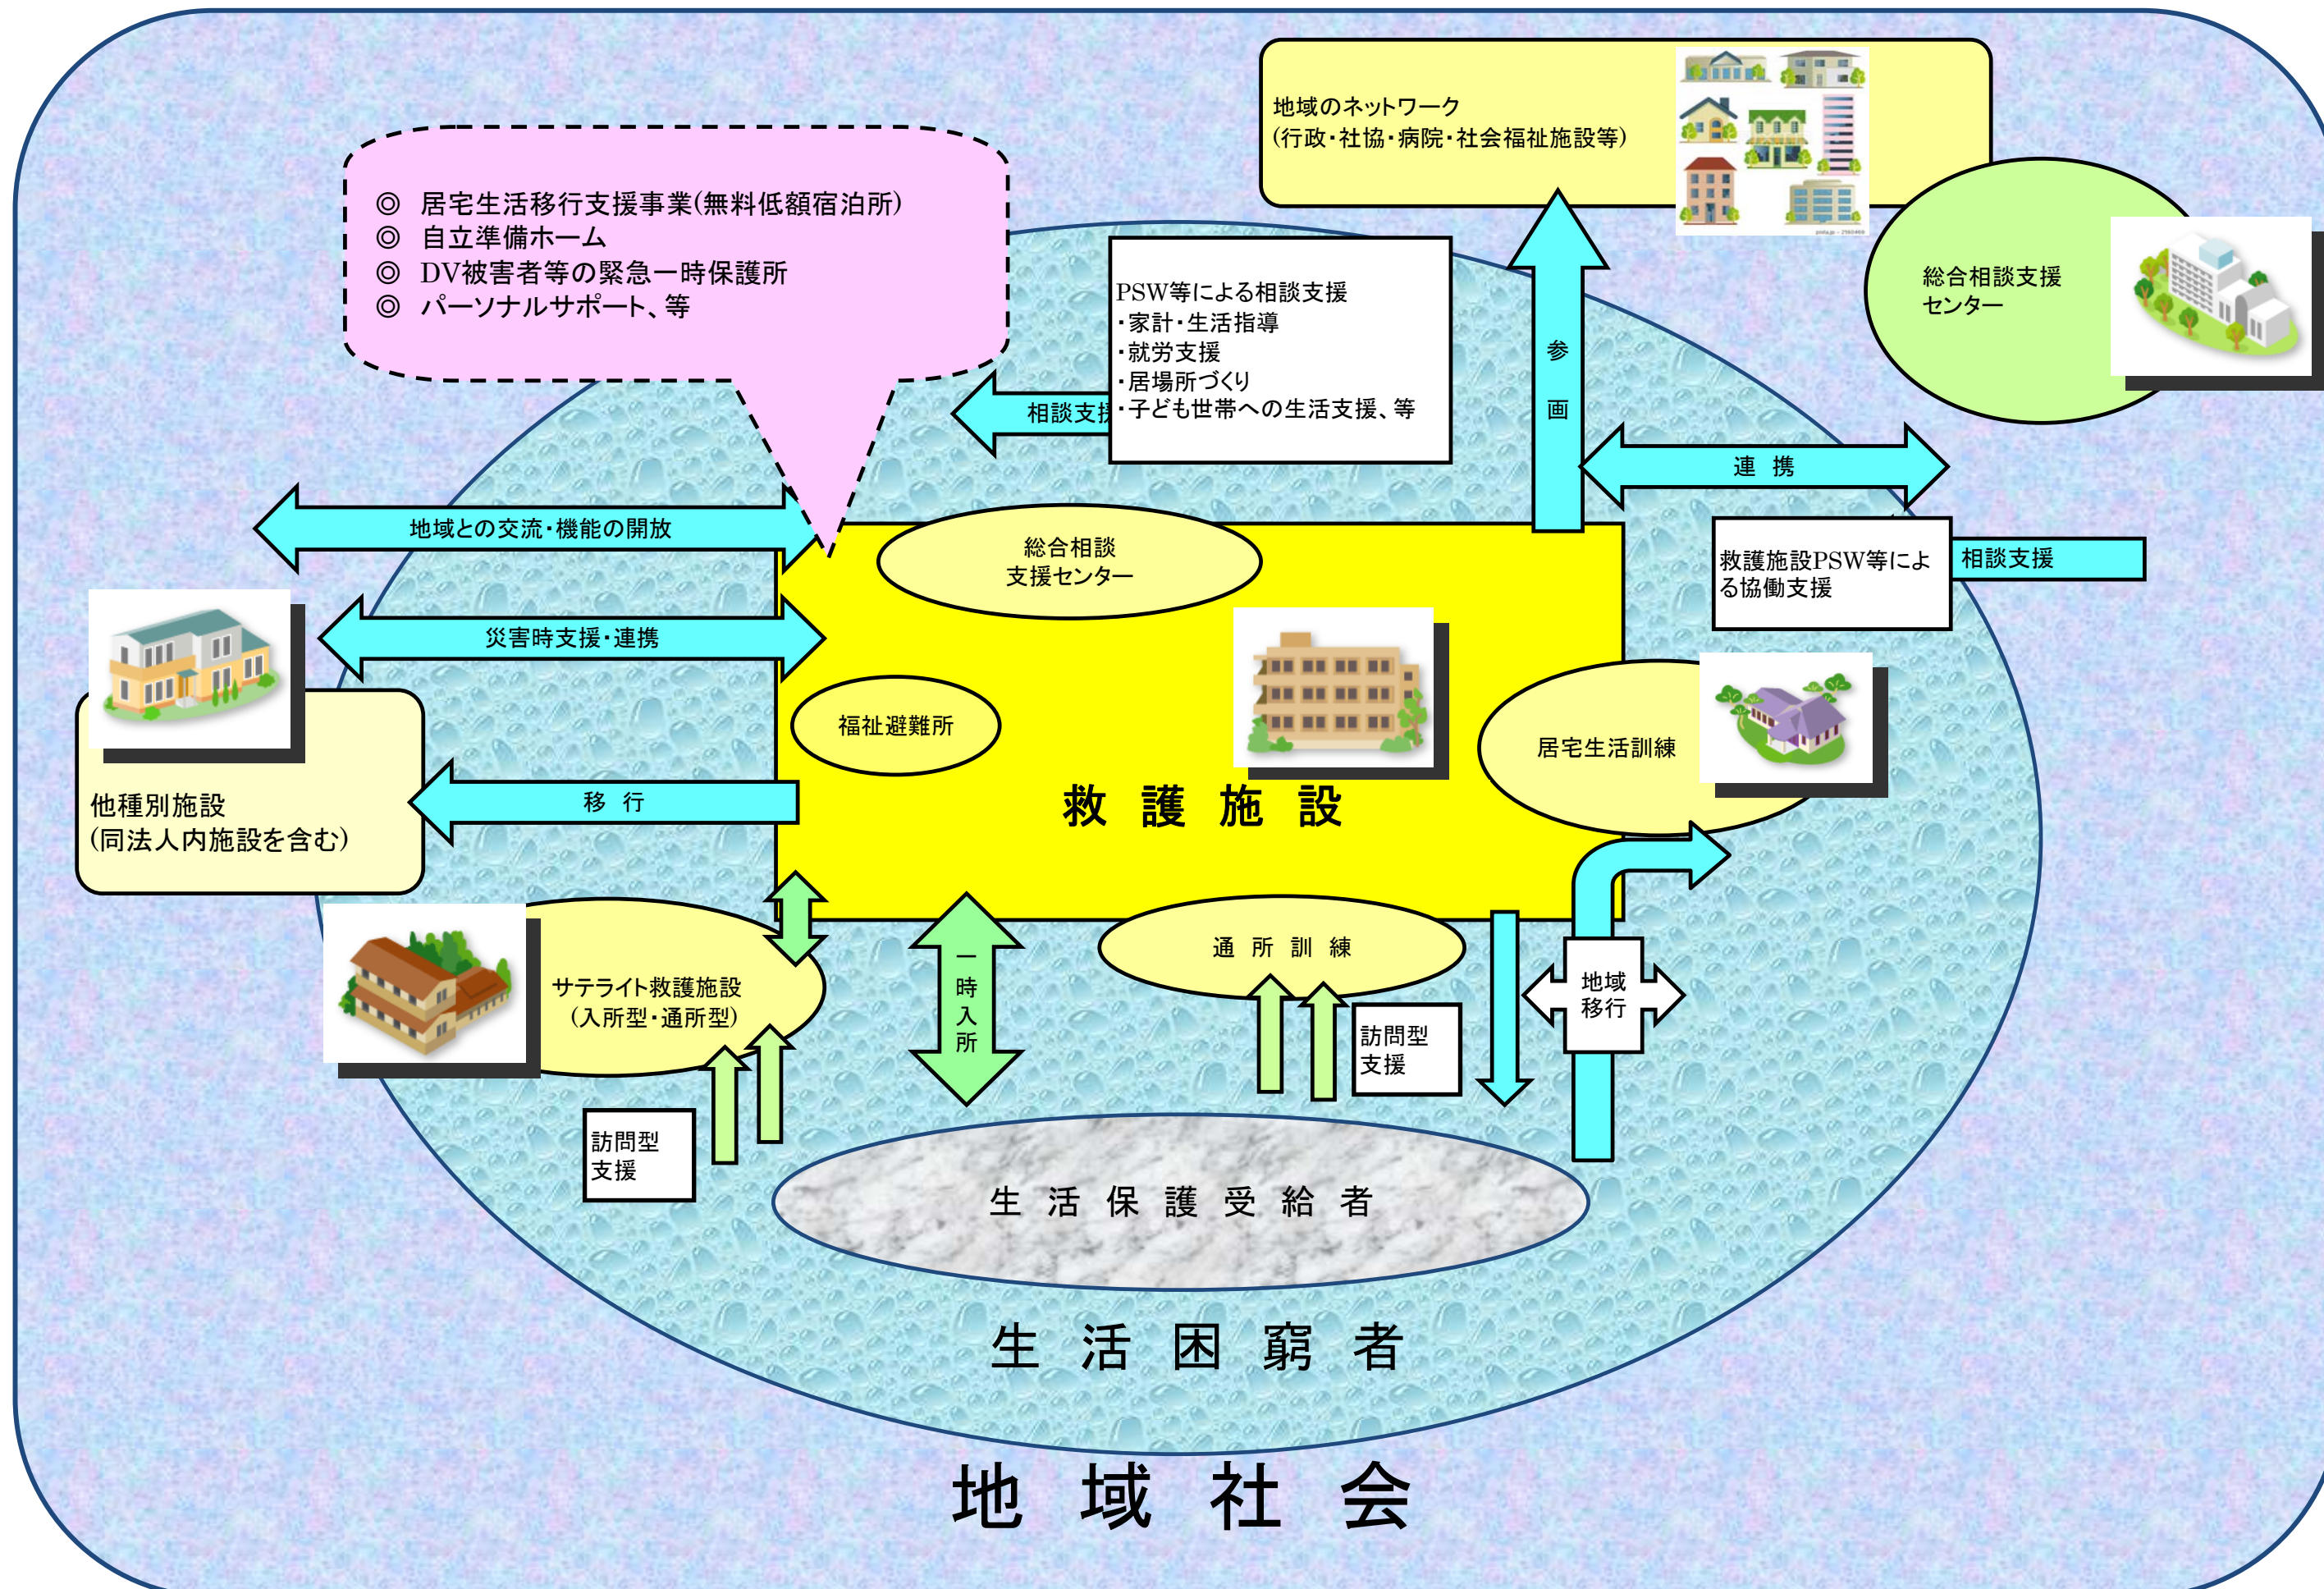 地域のネットワーク
(行政・社協・病院・社会福祉施設等)
◎ 居宅生活移行支援事業(無料低額宿泊所)
◎ 自立準備ホーム
◎ DV被害者等の緊急一時保護所
◎ パーソナルサポート、等
総合相談支援
センター
PSW等による相談支援
・家計・生活指導
・就労支援
・居場所づくり
・子ども世帯への生活支援、等
参
画
相談支援
連 携
地域との交流・機能の開放
総合相談
支援センター
救護施設PSW等によ
る協働支援
相談支援
災害時支援・連携
福祉避難所
居宅生活訓練
移 行
救 護 施 設
他種別施設
(同法人内施設を含む)
サテライト救護施設
(入所型・通所型)
一
時
入
所
通 所 訓 練
地域
移行
訪問型
支援
訪問型
支援
生 活 保 護 受 給 者
生 活 困 窮 者
地 域 社 会